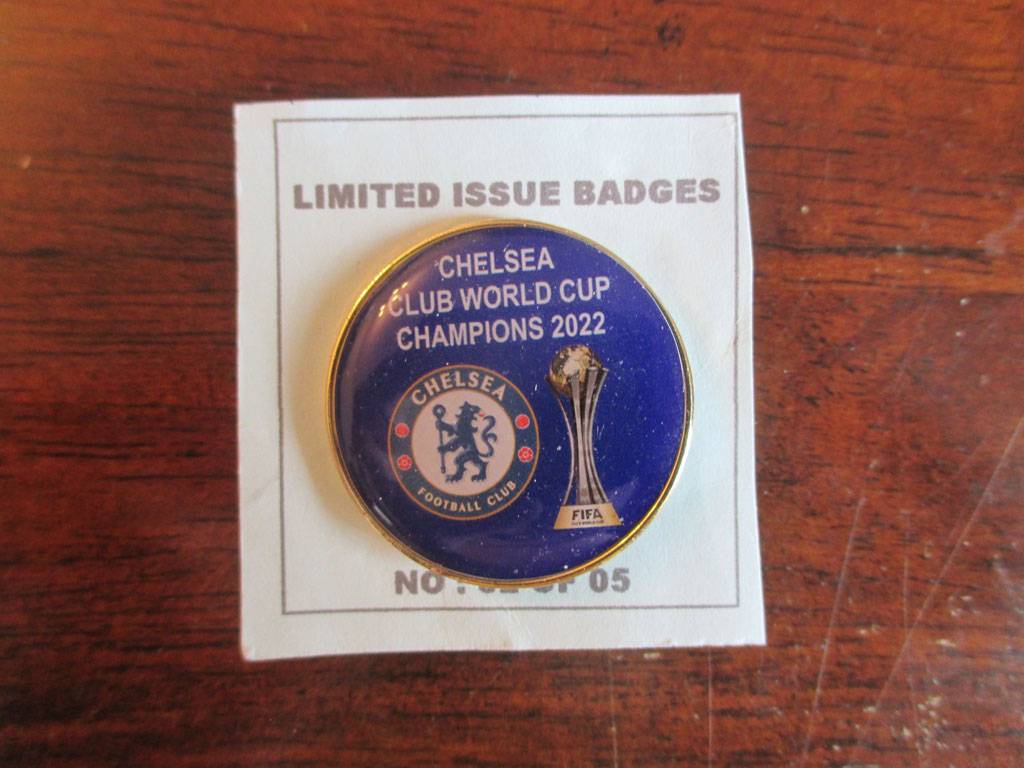 LIMITED ISSUE BADGES
CHELSEA
CLUB WORLD CUP
CHAMPIONS 2022
CHELSEA
FOOTBALL CLUB
FIFA
NO : 05